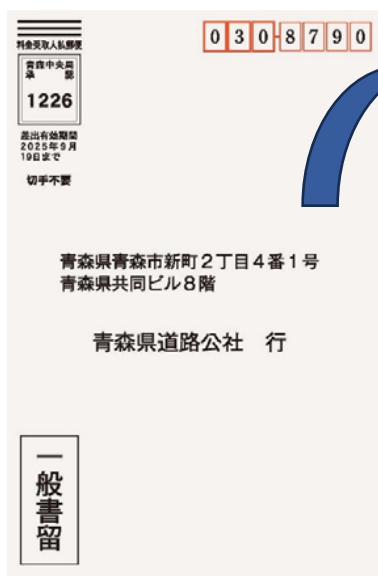 料金受取人払郵便
青森中央局
承認
1226
差出有効期間
2025年9月
19日まで
切手不要
030-8790
青森県青森市新町2丁目4番1号
青森県共同ビル8階
青森県道路公社 行
一般書留